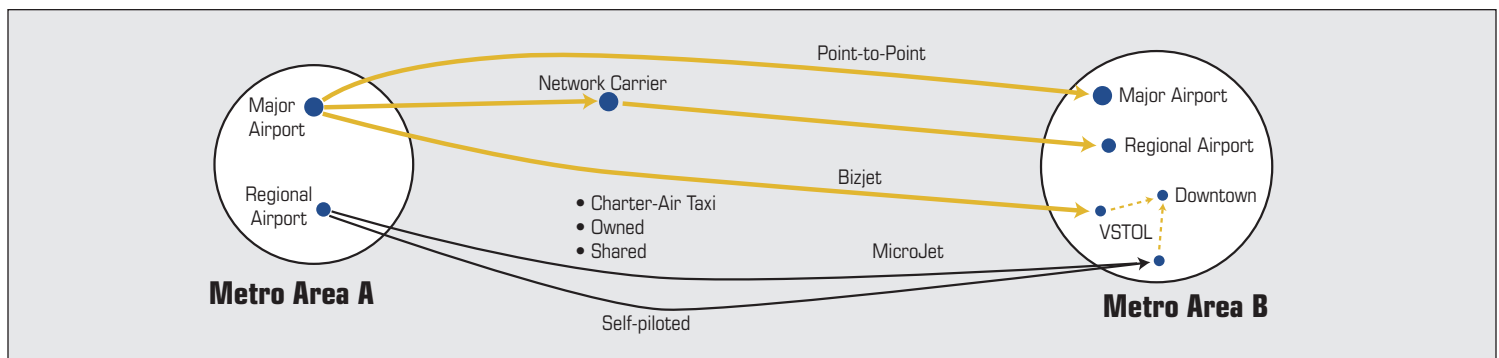 Point-to-Point
Network Carrier
Major
Airport
Major Airport
Regional Airport
Bizjet
Regional
Airport
• Charter-Air Taxi
• Owned
• Shared
Downtown
VSTOL
MicroJet
Metro Area A
Metro Area B
Self-piloted